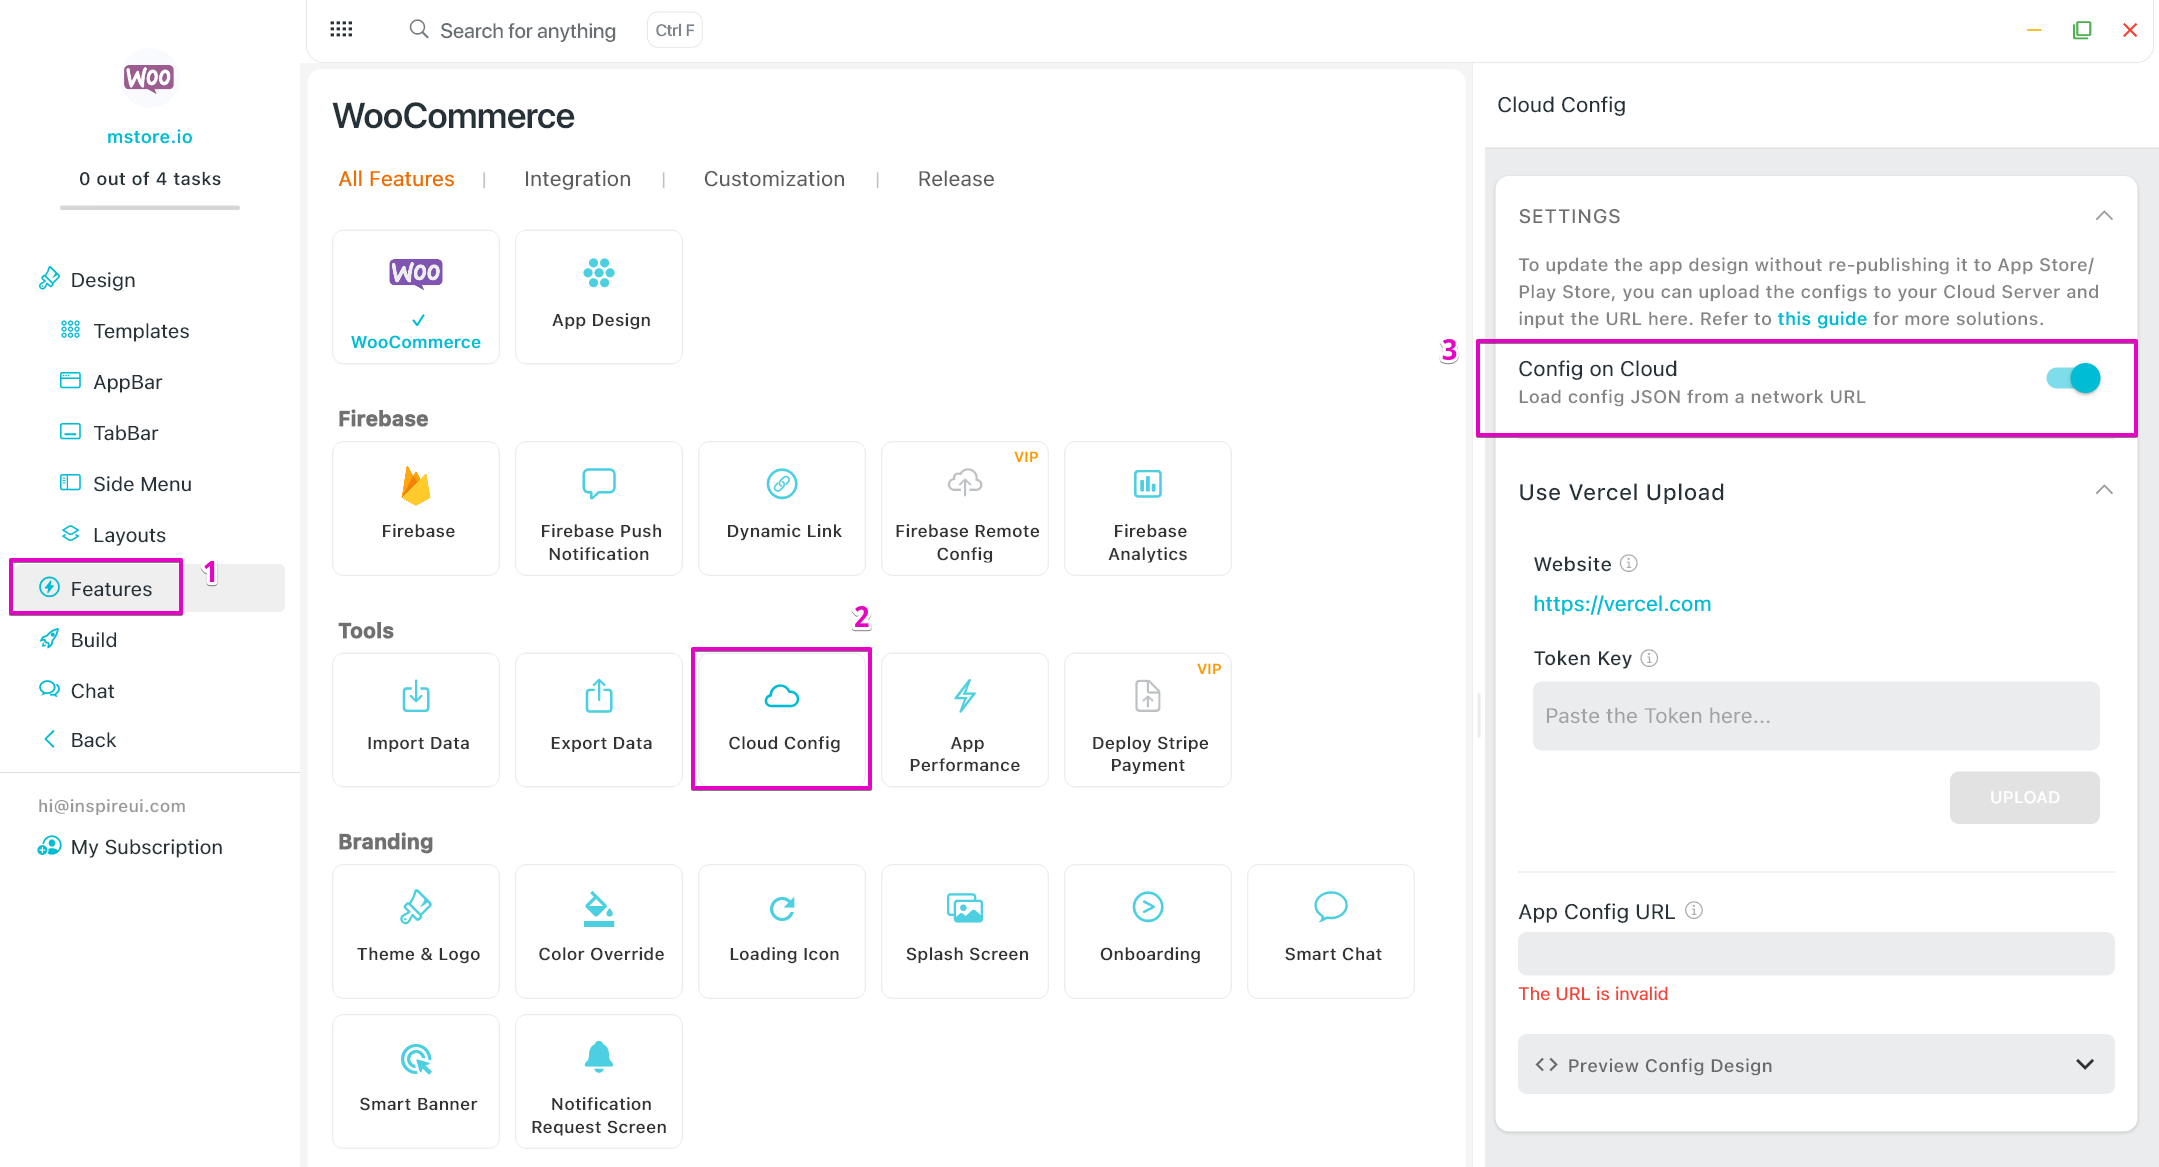 Search for anything
Ctrl F
WOO
mstore.io
0 out of 4 tasks
Design
Templates
AppBar
TabBar
Side Menu
Layouts
Features
1
Build
Chat
Back
hi@inspireui.com
My Subscription
WooCommerce
All Features | Integration | Customization | Release
WOO
WooCommerce
App Design
Firebase
Firebase
Firebase Push
Notification
Dynamic Link
VIP
Firebase Remote
Config
Firebase
Analytics
Tools
2
Import Data
Export Data
Cloud Config
App
Performance
VIP
Deploy Stripe
Payment
Branding
Theme & Logo
Color Override
Loading Icon
Splash Screen
Onboarding
Smart Chat
Smart Banner
Notification
Request Screen
Cloud Config
SETTINGS
To update the app design without re-publishing it to App Store/
Play Store, you can upload the configs to your Cloud Server and
input the URL here. Refer to this guide for more solutions.
3
Config on Cloud
Load config JSON from a network URL
Use Vercel Upload
Website
https://vercel.com
Token Key
Paste the Token here...
UPLOAD
App Config URL
The URL is invalid
Preview Config Design